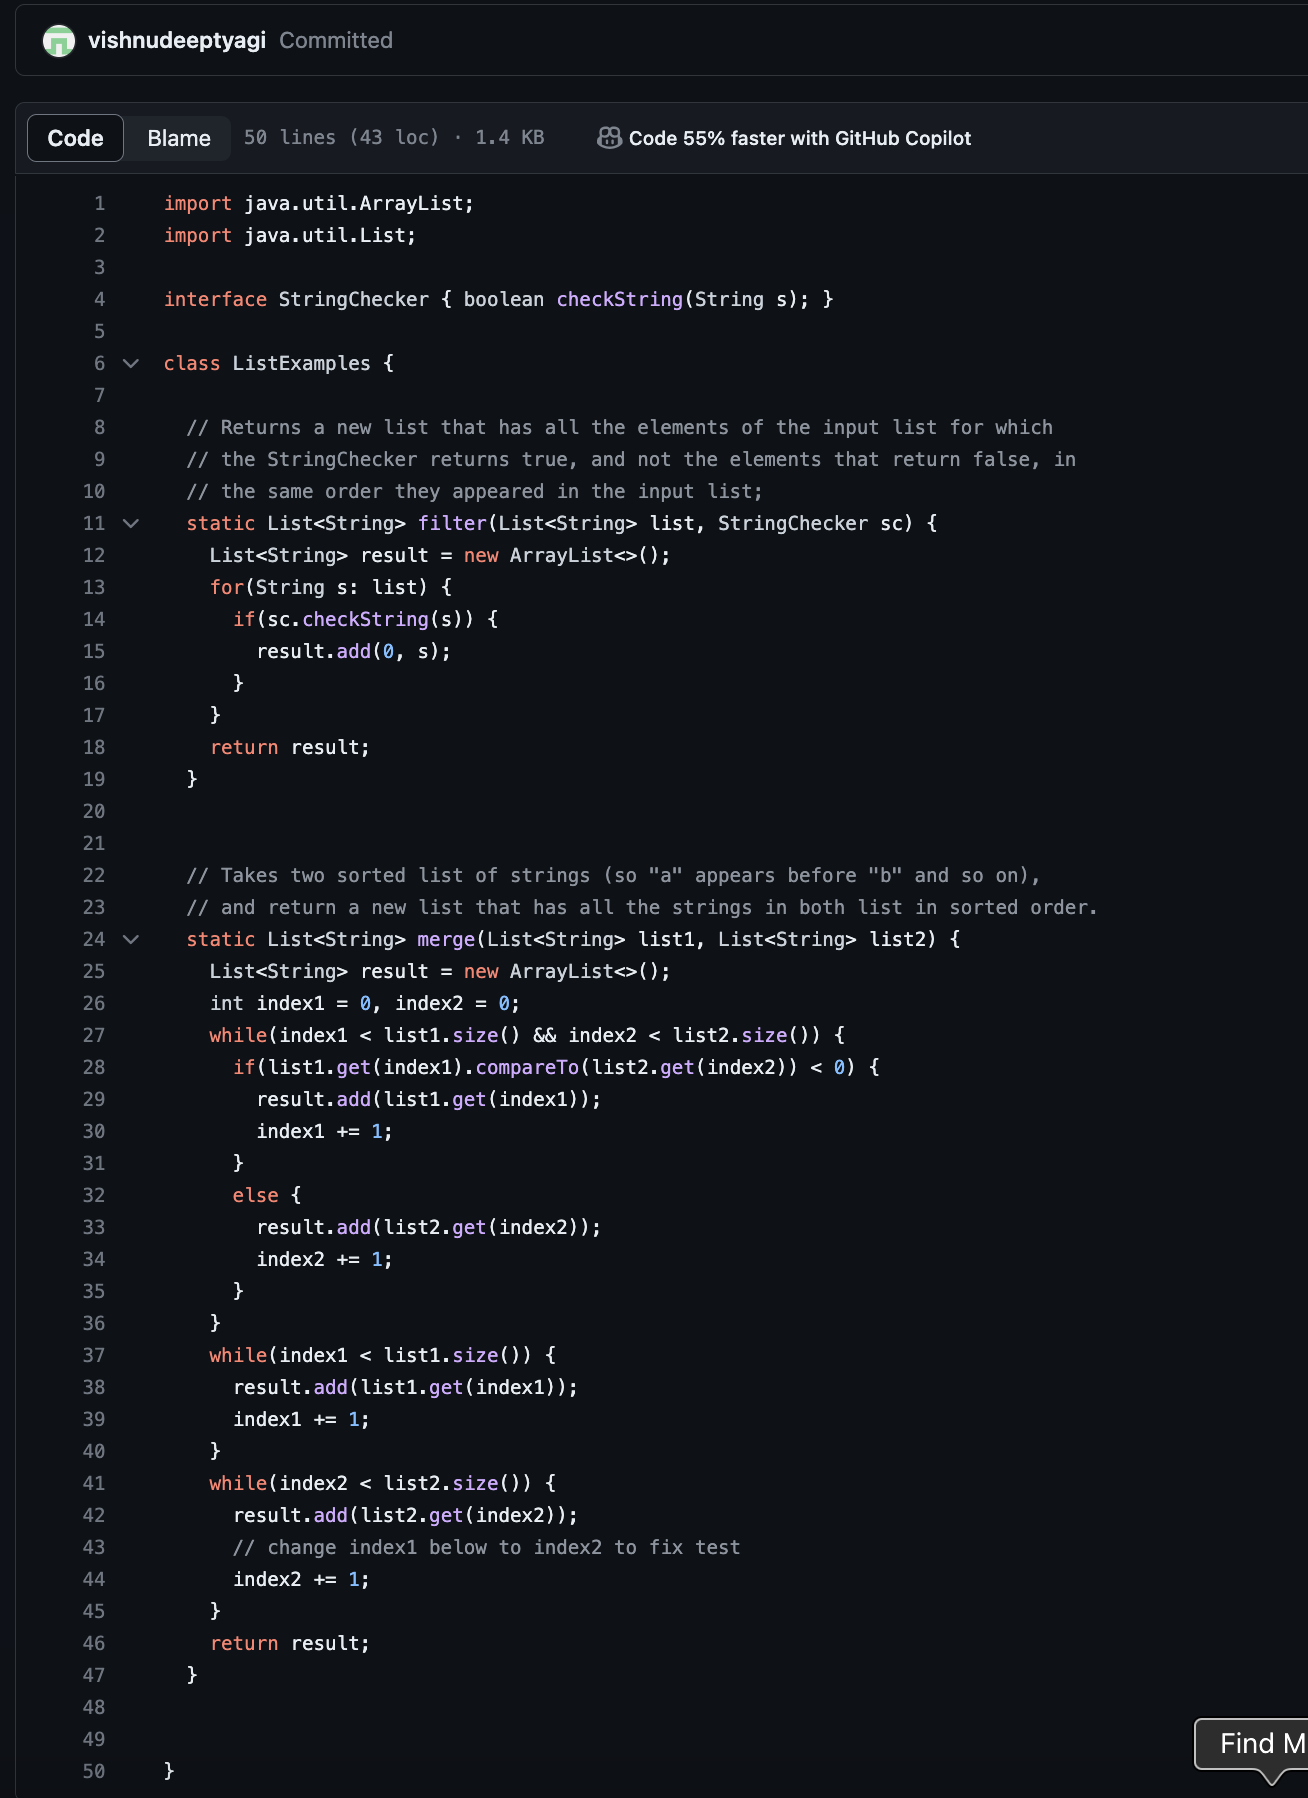 vishnudeeptyagi Committed
Code Blame 50 lines (43 loc) · 1.4 KB Code 55% faster with GitHub Copilot
1 import java.util.ArrayList;
2 import java.util.List;
3
4 interface StringChecker { boolean checkString(String s); }
5
6 class ListExamples {
7
8 // Returns a new list that has all the elements of the input list for which
9 // the StringChecker returns true, and not the elements that return false, in
10 // the same order they appeared in the input list;
11 static List<String> filter(List<String> list, StringChecker sc) {
12 List<String> result = new ArrayList<>();
13 for(String s: list) {
14 if(sc.checkString(s)) {
15 result.add(0, s);
16 }
17 }
18 return result;
19 }
20
21
22 // Takes two sorted list of strings (so "a" appears before "b" and so on),
23 // and return a new list that has all the strings in both list in sorted order.
24 static List<String> merge(List<String> list1, List<String> list2) {
25 List<String> result = new ArrayList<>();
26 int index1 = 0, index2 = 0;
27 while(index1 < list1.size() && index2 < list2.size()) {
28 if(list1.get(index1).compareTo(list2.get(index2)) < 0) {
29 result.add(list1.get(index1));
30 index1 += 1;
31 }
32 else {
33 result.add(list2.get(index2));
34 index2 += 1;
35 }
36 }
37 while(index1 < list1.size()) {
38 result.add(list1.get(index1));
39 index1 += 1;
40 }
41 while(index2 < list2.size()) {
42 result.add(list2.get(index2));
43 // change index1 below to index2 to fix test
44 index2 += 1;
45 }
46 return result;
47 }
48
49
Find M
50 }